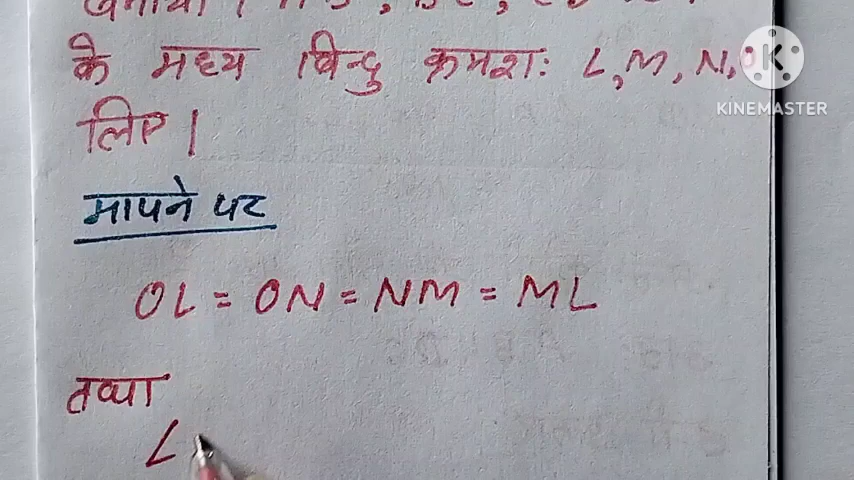 के मध्य बिन्दु क्रमशः L, M, N, O
लिए।
मापने पर
OL = ON = NM = ML
तथा
L
K
KINEMASTER